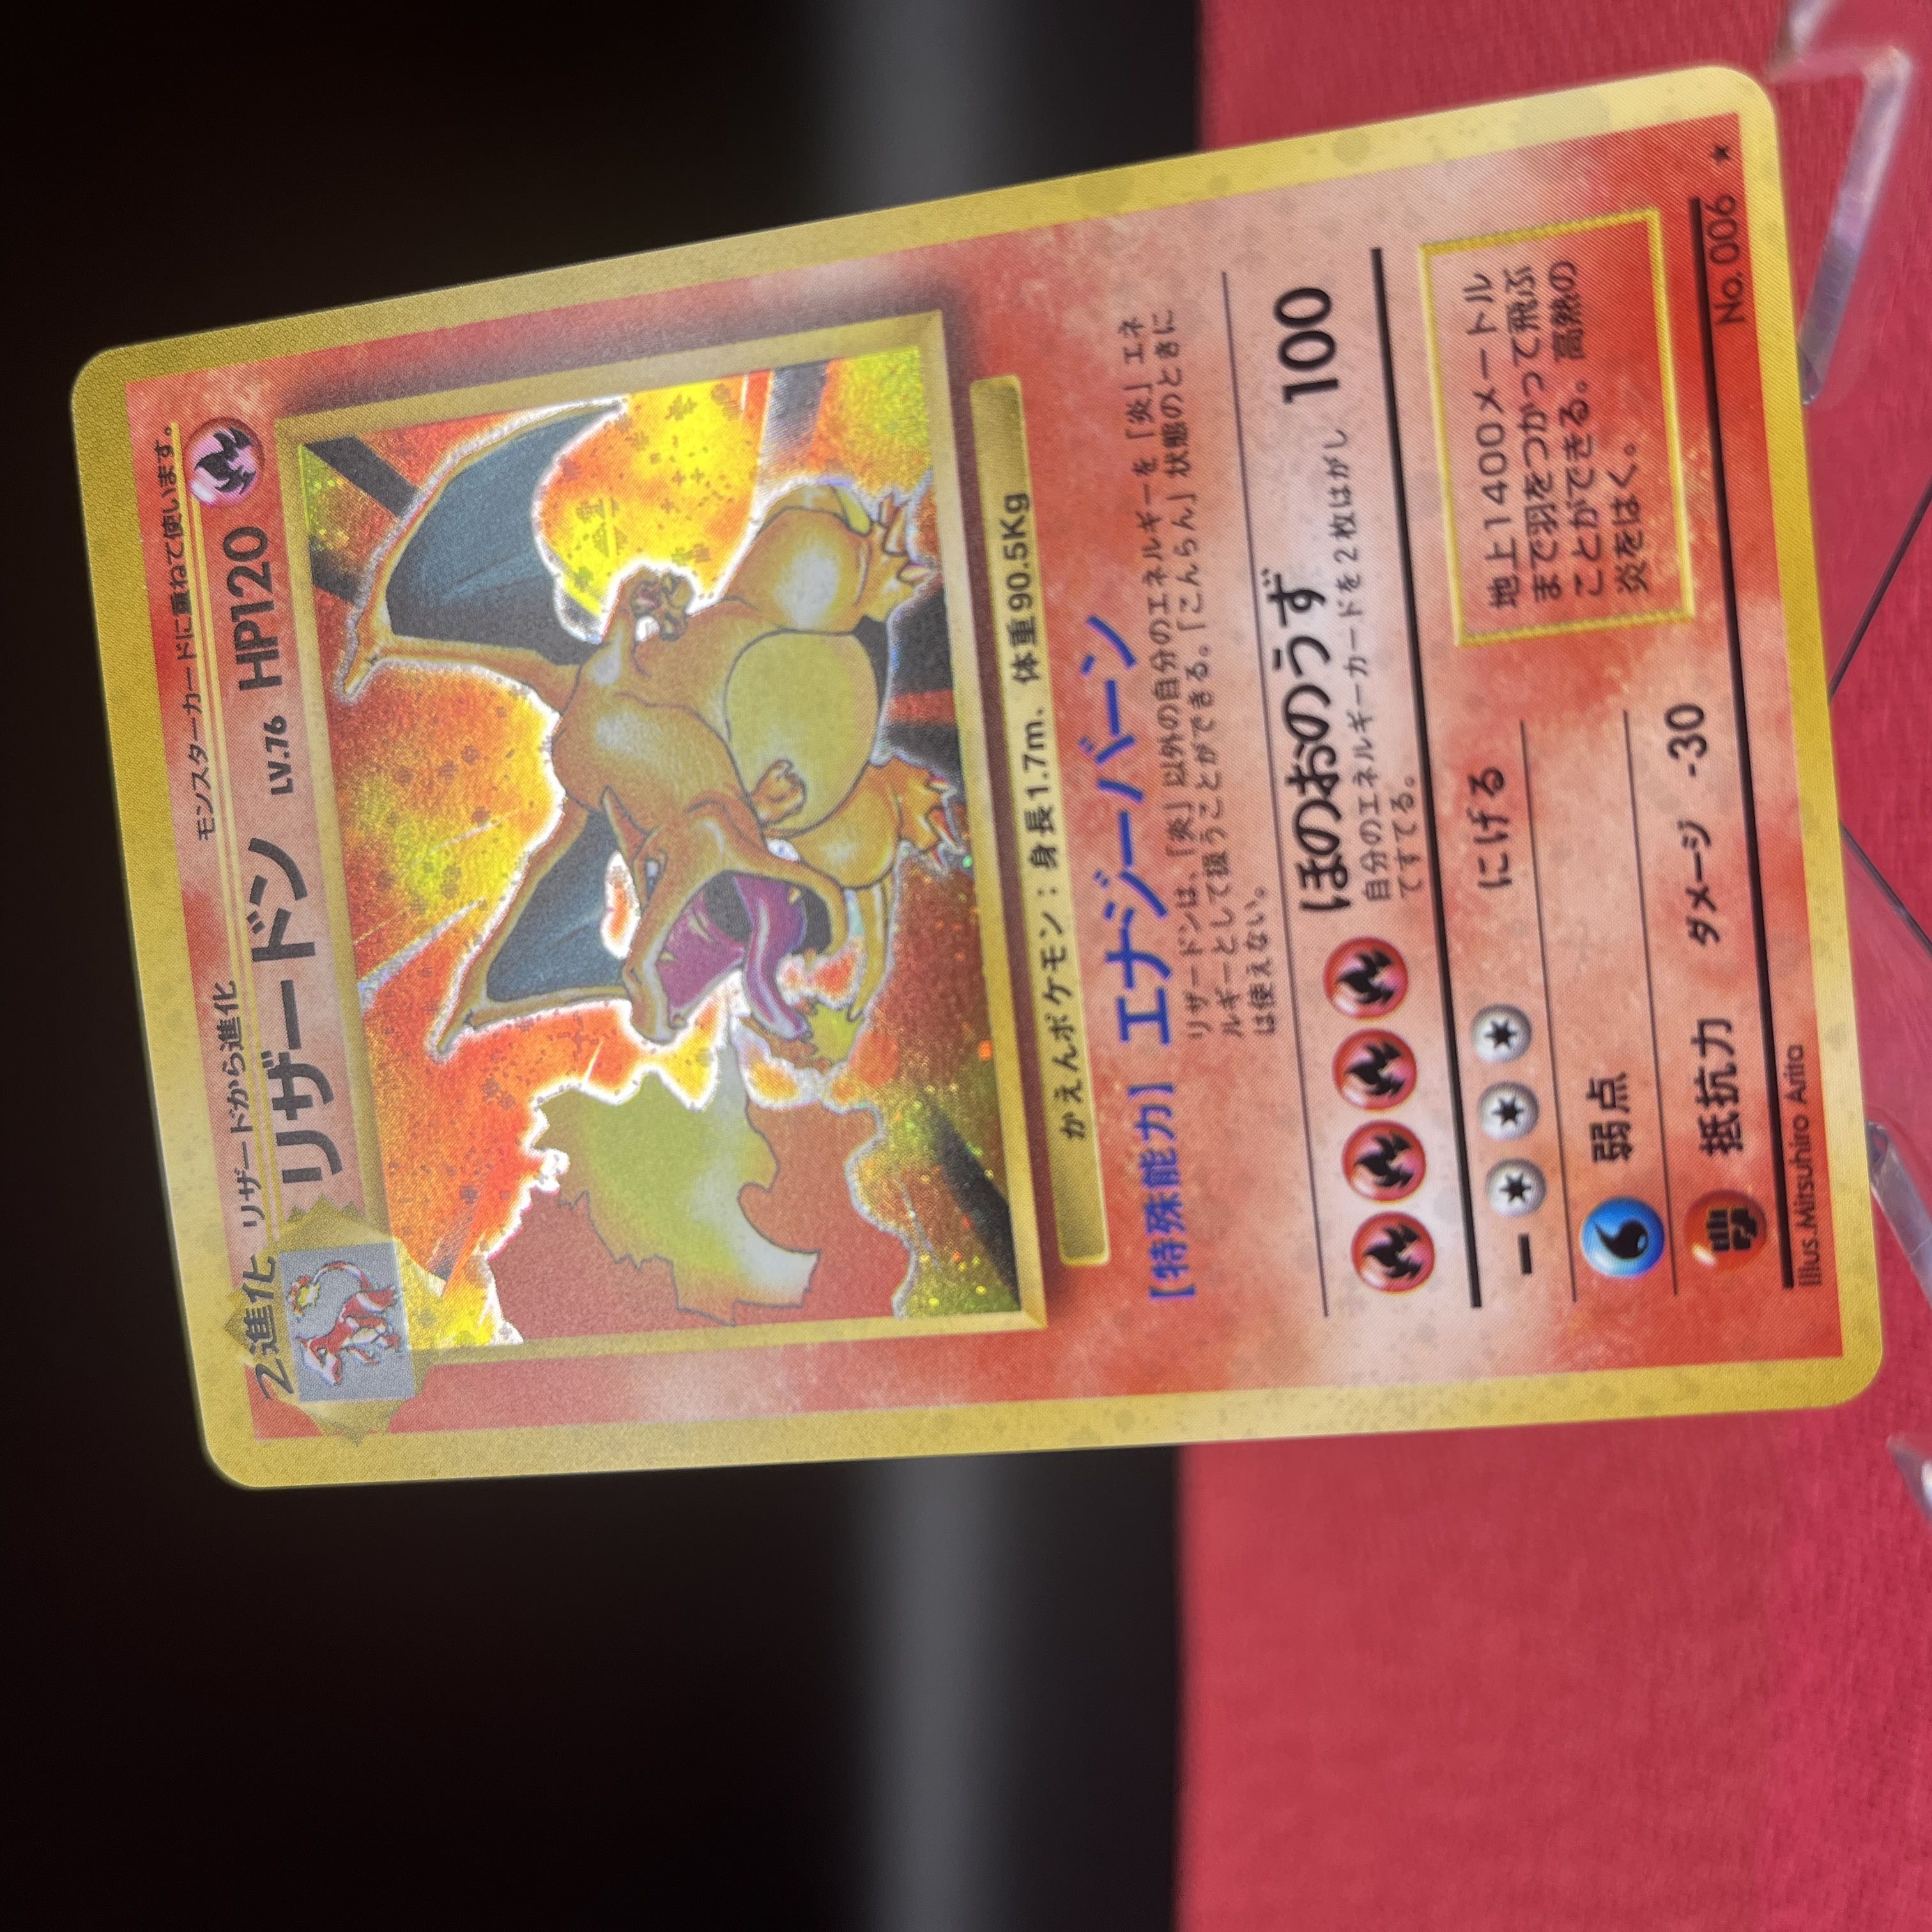 2進化 リザードから進化
モンスターカードに重ねて使います。
リザードン LV.76 HP120
かえんポケモン：身長1.7m、体重90.5Kg
【特殊能力】エナジーバーン
リザードンは、「炎」以外の自分のエネルギーを「炎」エネ
ルギーとして扱うことができる。「こんらん」状態のときに
は使えない。
ほのおのうず 100
自分のエネルギーカードを2枚はがし
てすてる。
ー にげる
弱点
抵抗力 ダメージ -30
地上1400メートル
まで羽をつかって飛ぶ
ことができる。高熱の
炎をはく。
Illus.Mitsuhiro Arita
No. 006 ★